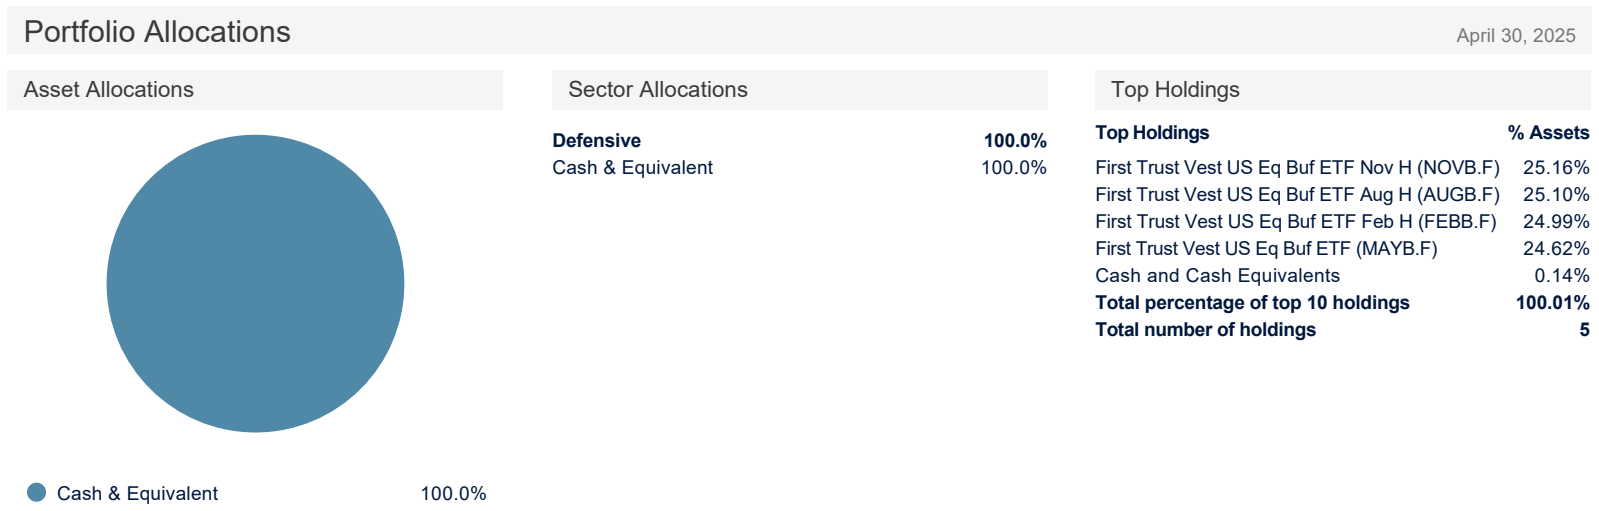 Portfolio Allocations
April 30, 2025
Asset Allocations
Cash & Equivalent 100.0%
Sector Allocations
Defensive 100.0%
Cash & Equivalent 100.0%
Top Holdings
Top Holdings % Assets
First Trust Vest US Eq Buf ETF Nov H (NOVB.F) 25.16%
First Trust Vest US Eq Buf ETF Aug H (AUGB.F) 25.10%
First Trust Vest US Eq Buf ETF Feb H (FEBB.F) 24.99%
First Trust Vest US Eq Buf ETF (MAYB.F) 24.62%
Cash and Cash Equivalents 0.14%
Total percentage of top 10 holdings 100.01%
Total number of holdings 5